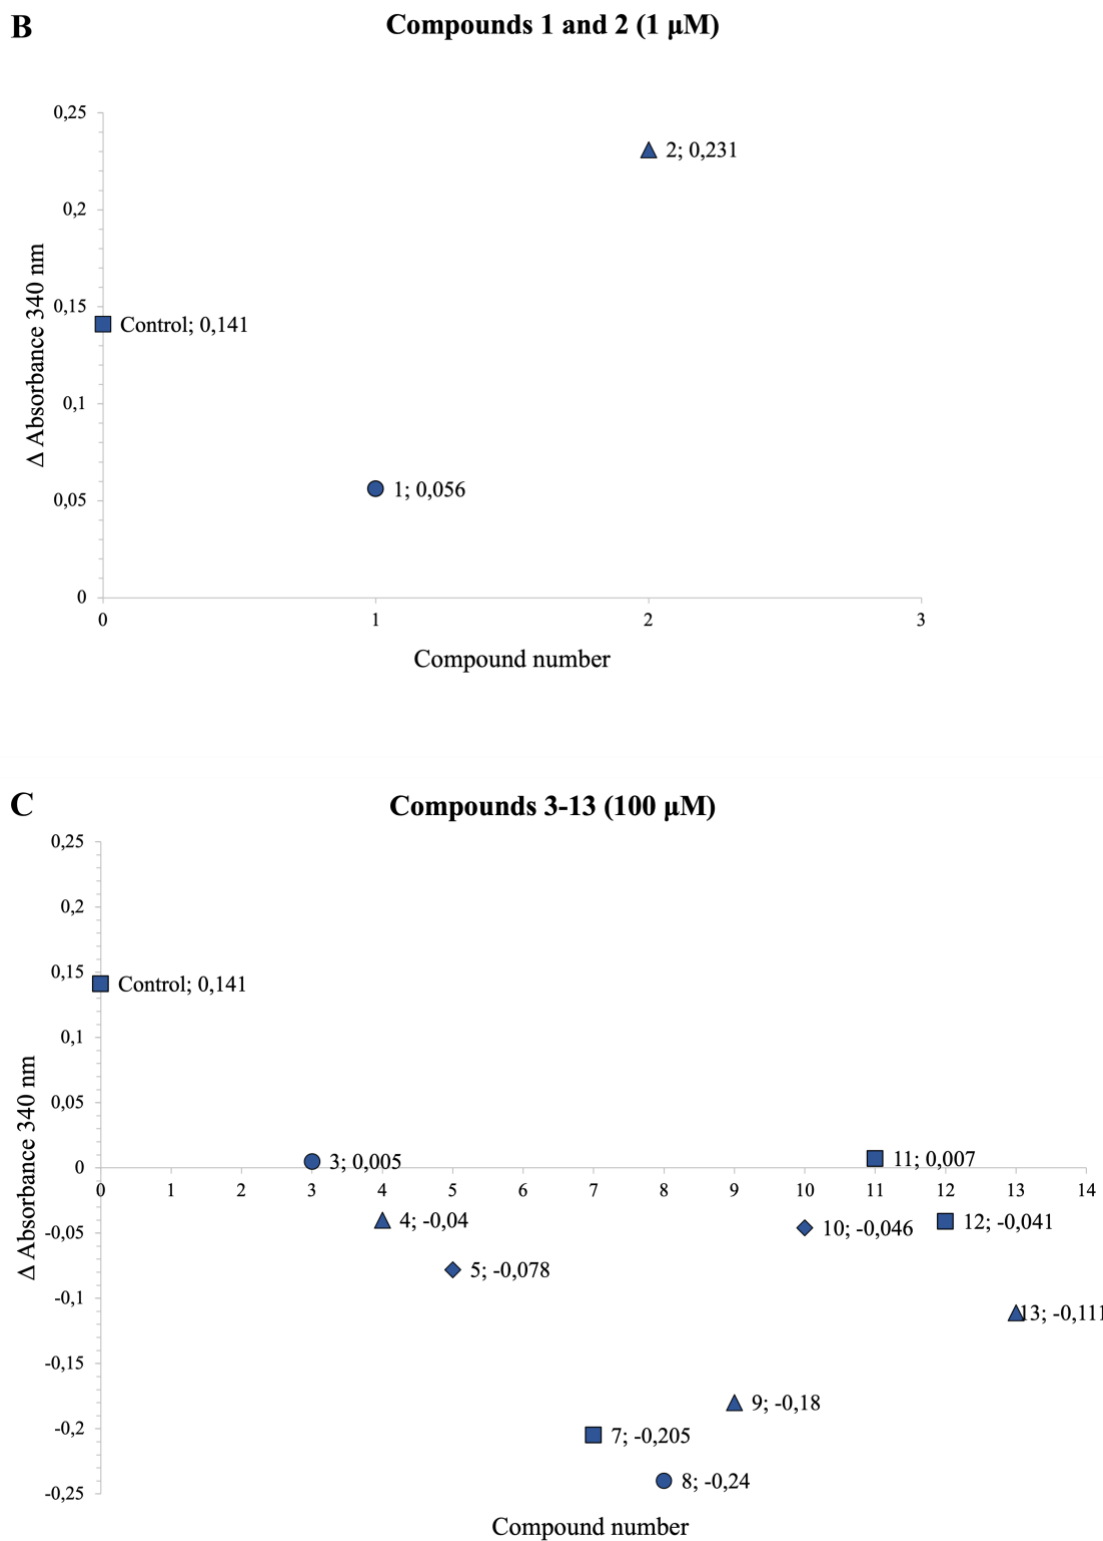 B
Compounds 1 and 2 (1 µM)
0,25
2; 0,231
0,2
Δ Absorbance 340 nm
0,15
Control; 0,141
0,1
1; 0,056
0,05
0
0 1 2 3
Compound number
C
Compounds 3-13 (100 µM)
0,25
0,2
0,15
Control; 0,141
0,1
Δ Absorbance 340 nm
0,05
3; 0,005
11; 0,007
0
0 1 2 3 4 5 6 7 8 9 10 11 12 13 14
4; -0,04
10; -0,046
12; -0,041
-0,05
5; -0,078
-0,1
13; -0,111
-0,15
9; -0,18
-0,2
7; -0,205
8; -0,24
-0,25
Compound number